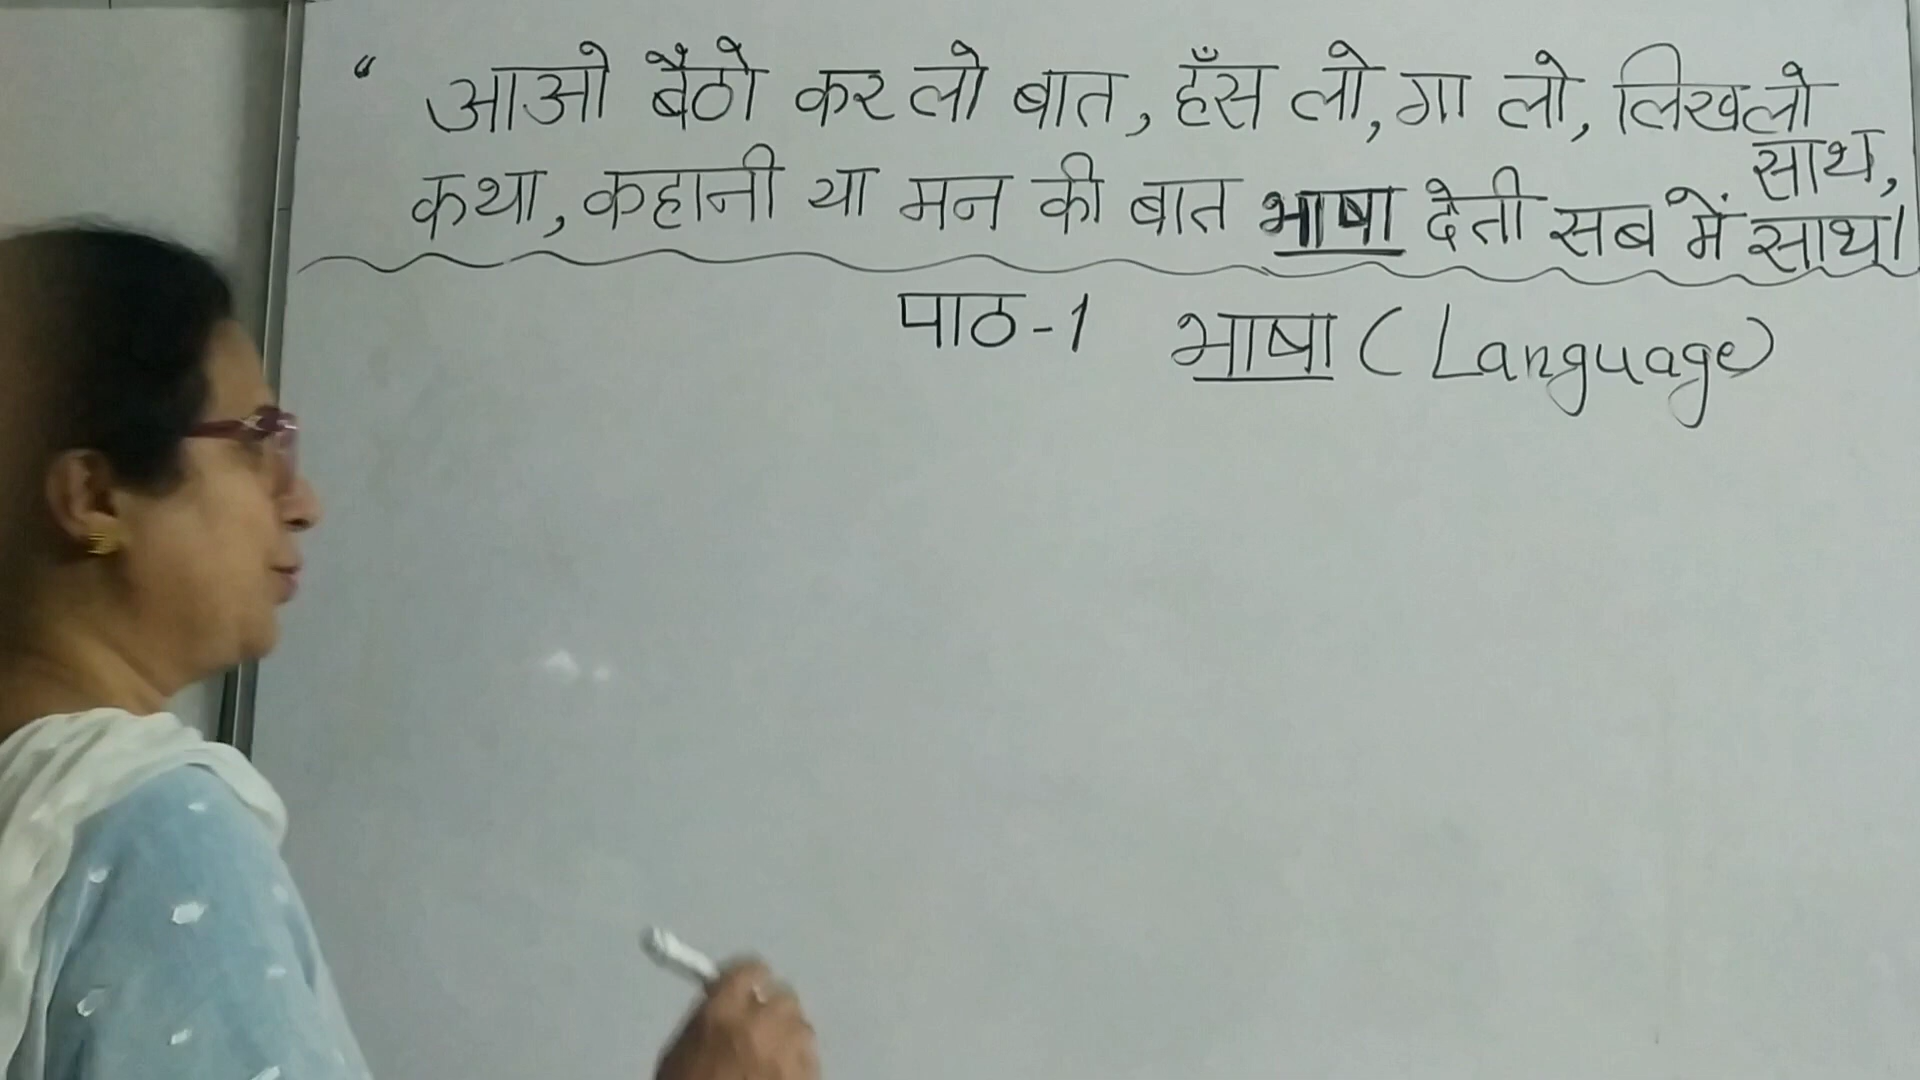 “ आओ बैठो कर लो बात, हँस लो, गा लो, लिखलो साथ,
कथा, कहानी या मन की बात भाषा देती सब में साथ।
पाठ-1 भाषा (Language)